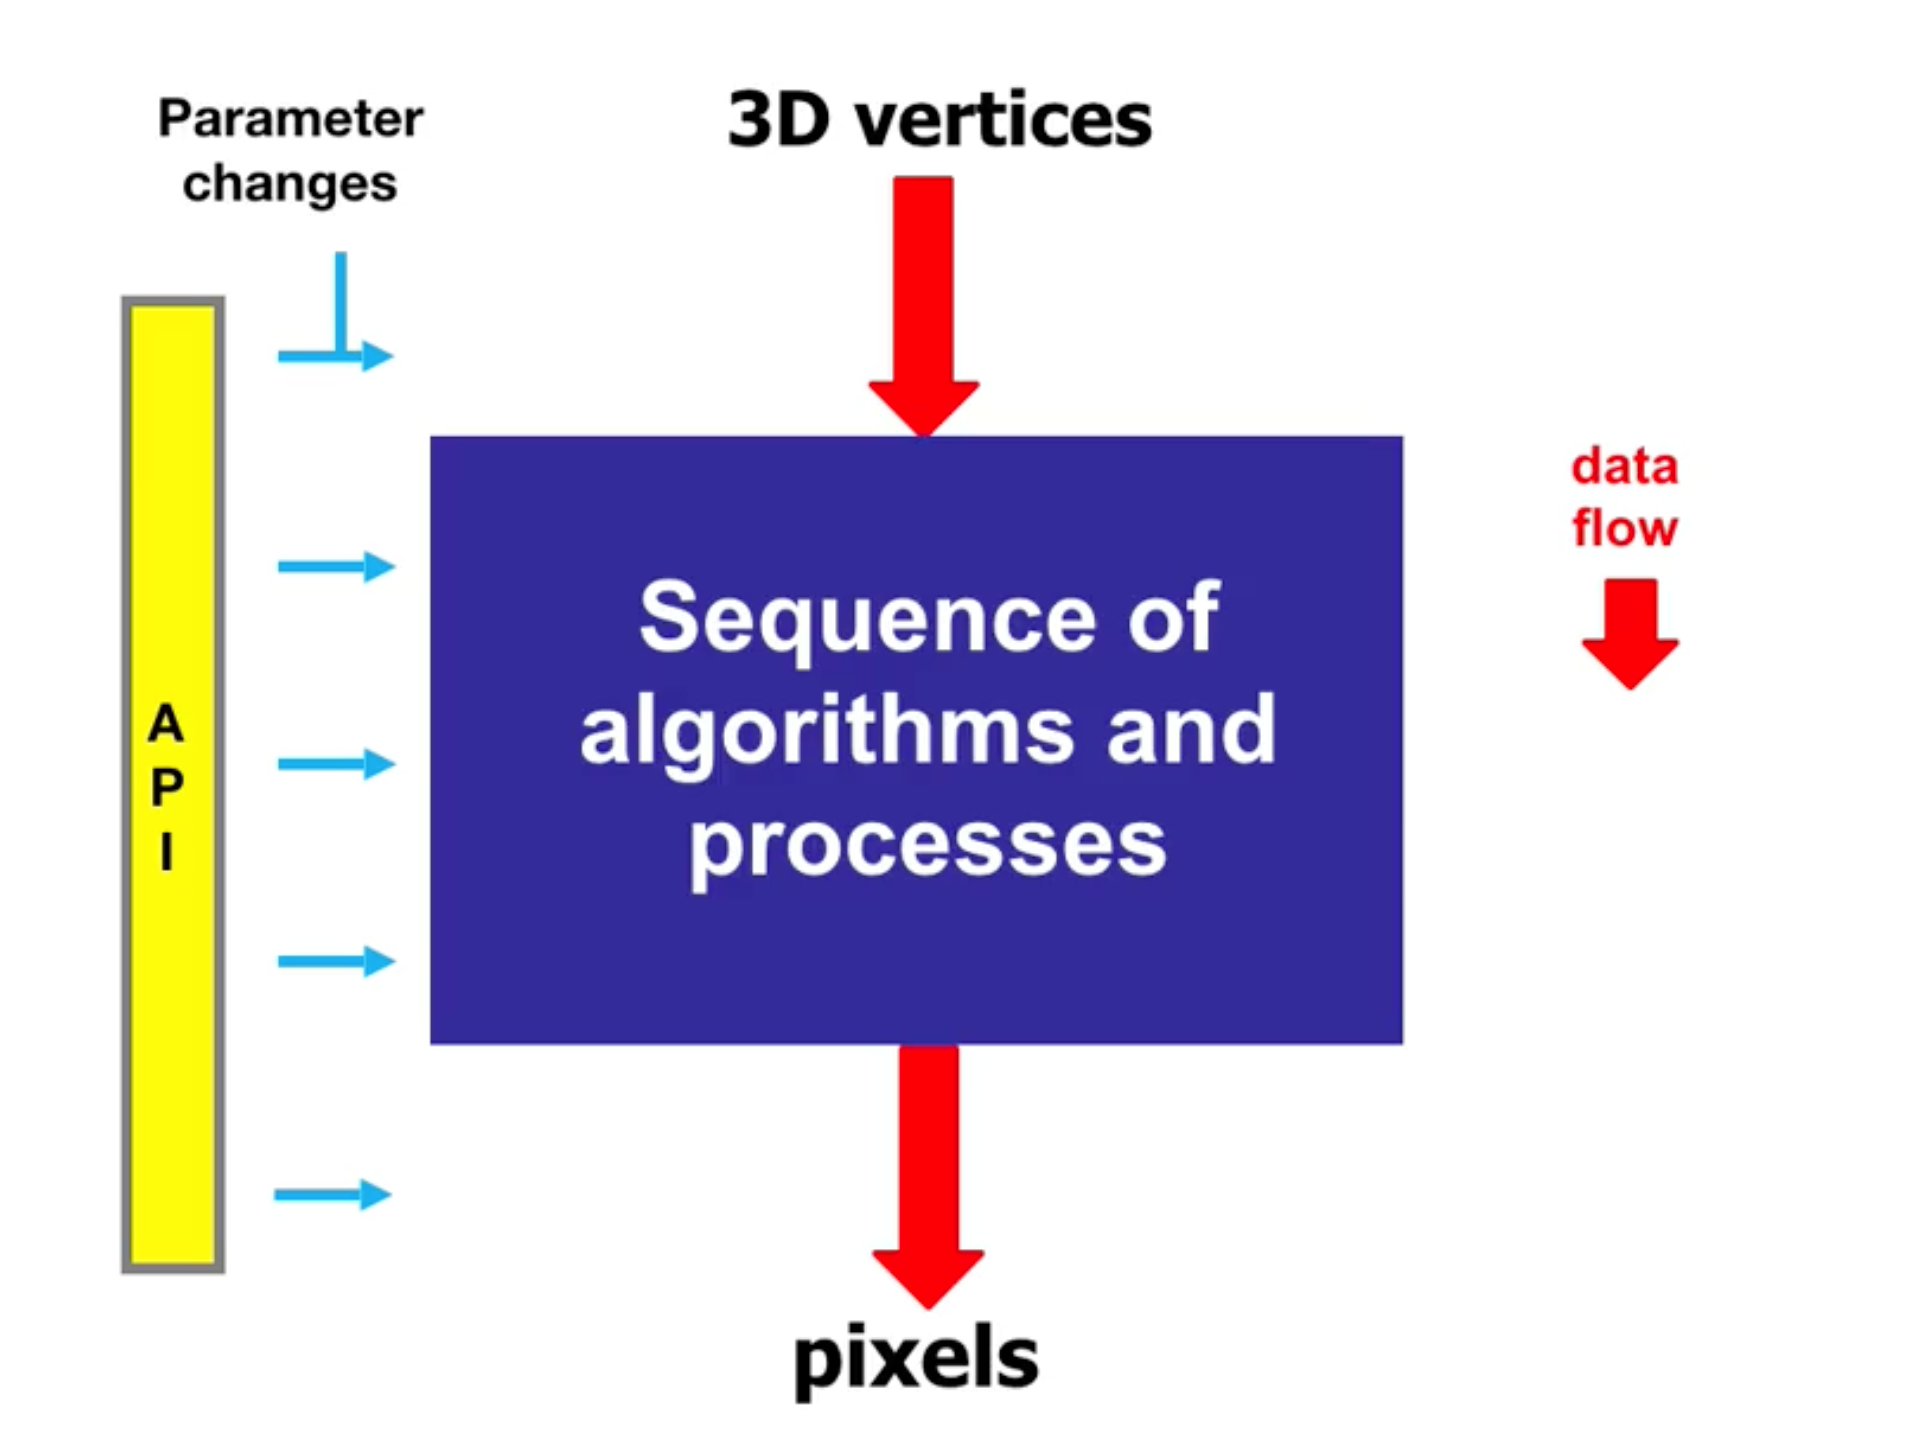 Parameter
changes
3D vertices
data
flow
Sequence of
algorithms and
processes
A
P
I
pixels